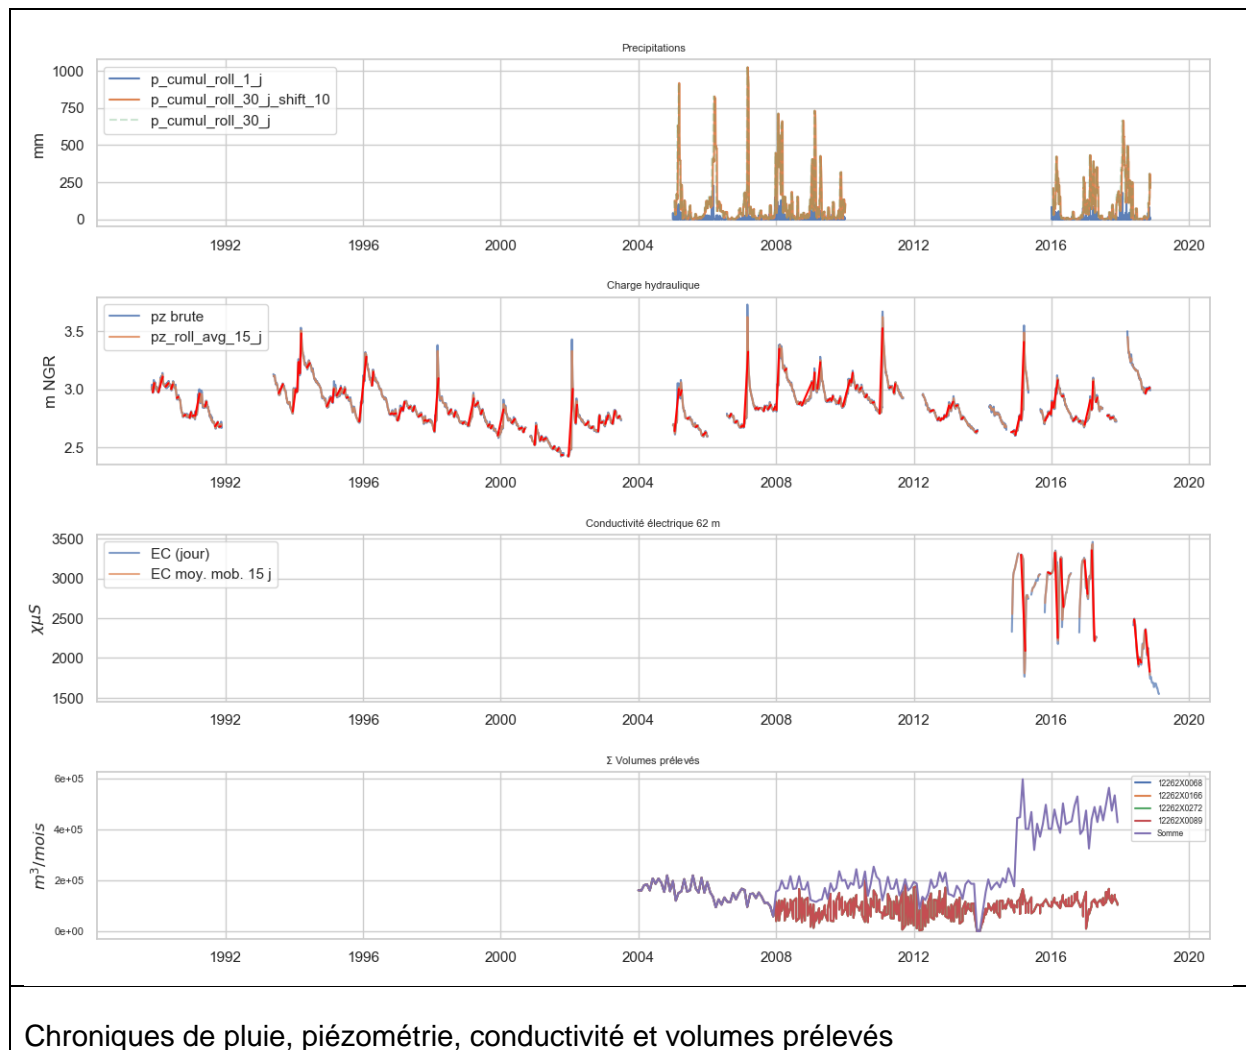 Precipitations
1000
750
500
250
0
mm
p_cumul_roll_1_j
p_cumul_roll_30_j_shift_10
p_cumul_roll_30_j
1992 1996 2000 2004 2008 2012 2016 2020
Charge hydraulique
3.5
3.0
2.5
m NGR
pz brute
pz_roll_avg_15_j
1992 1996 2000 2004 2008 2012 2016 2020
Conductivité électrique 62 m
3500
3000
2500
2000
1500
χμS
EC (jour)
EC moy. mob. 15 j
1992 1996 2000 2004 2008 2012 2016 2020
Σ Volumes prélevés
6e+05
4e+05
2e+05
0e+00
m³/mois
12262X0068
12262X0166
12262X0272
12262X0089
Somme
1992 1996 2000 2004 2008 2012 2016 2020
Chroniques de pluie, piézométrie, conductivité et volumes prélevés